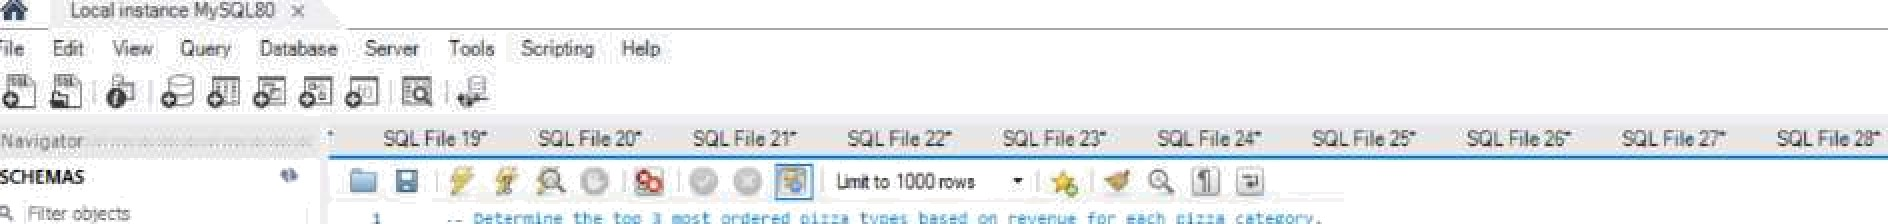 Local instance MySQL80 ×
File Edit View Query Database Server Tools Scripting Help
Navigator
SQL File 19* SQL File 20* SQL File 21* SQL File 22* SQL File 23* SQL File 24* SQL File 25* SQL File 26* SQL File 27* SQL File 28*
SCHEMAS
Limit to 1000 rows
Filter objects
1 -- Determine the top 3 most ordered pizza types based on revenue for each pizza category.